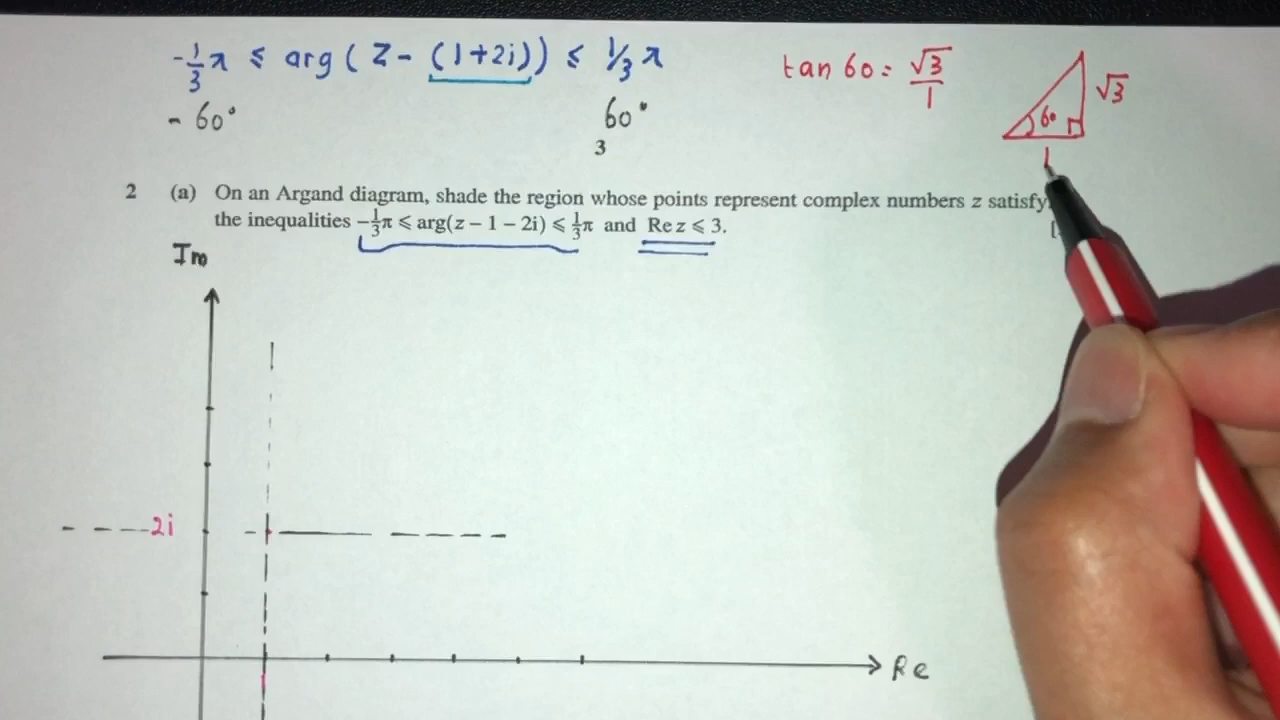 -1/3 π ≤ arg ( Z - (1+2i)) ≤ 1/3 π
tan 60 = √3/1
60
√3
1
- 60°
60°
3
2 (a) On an Argand diagram, shade the region whose points represent complex numbers z satisfy
the inequalities −1/3π ⩽ arg(z − 1 − 2i) ⩽ 1/3π and Re z ⩽ 3.
Im
2i
Re